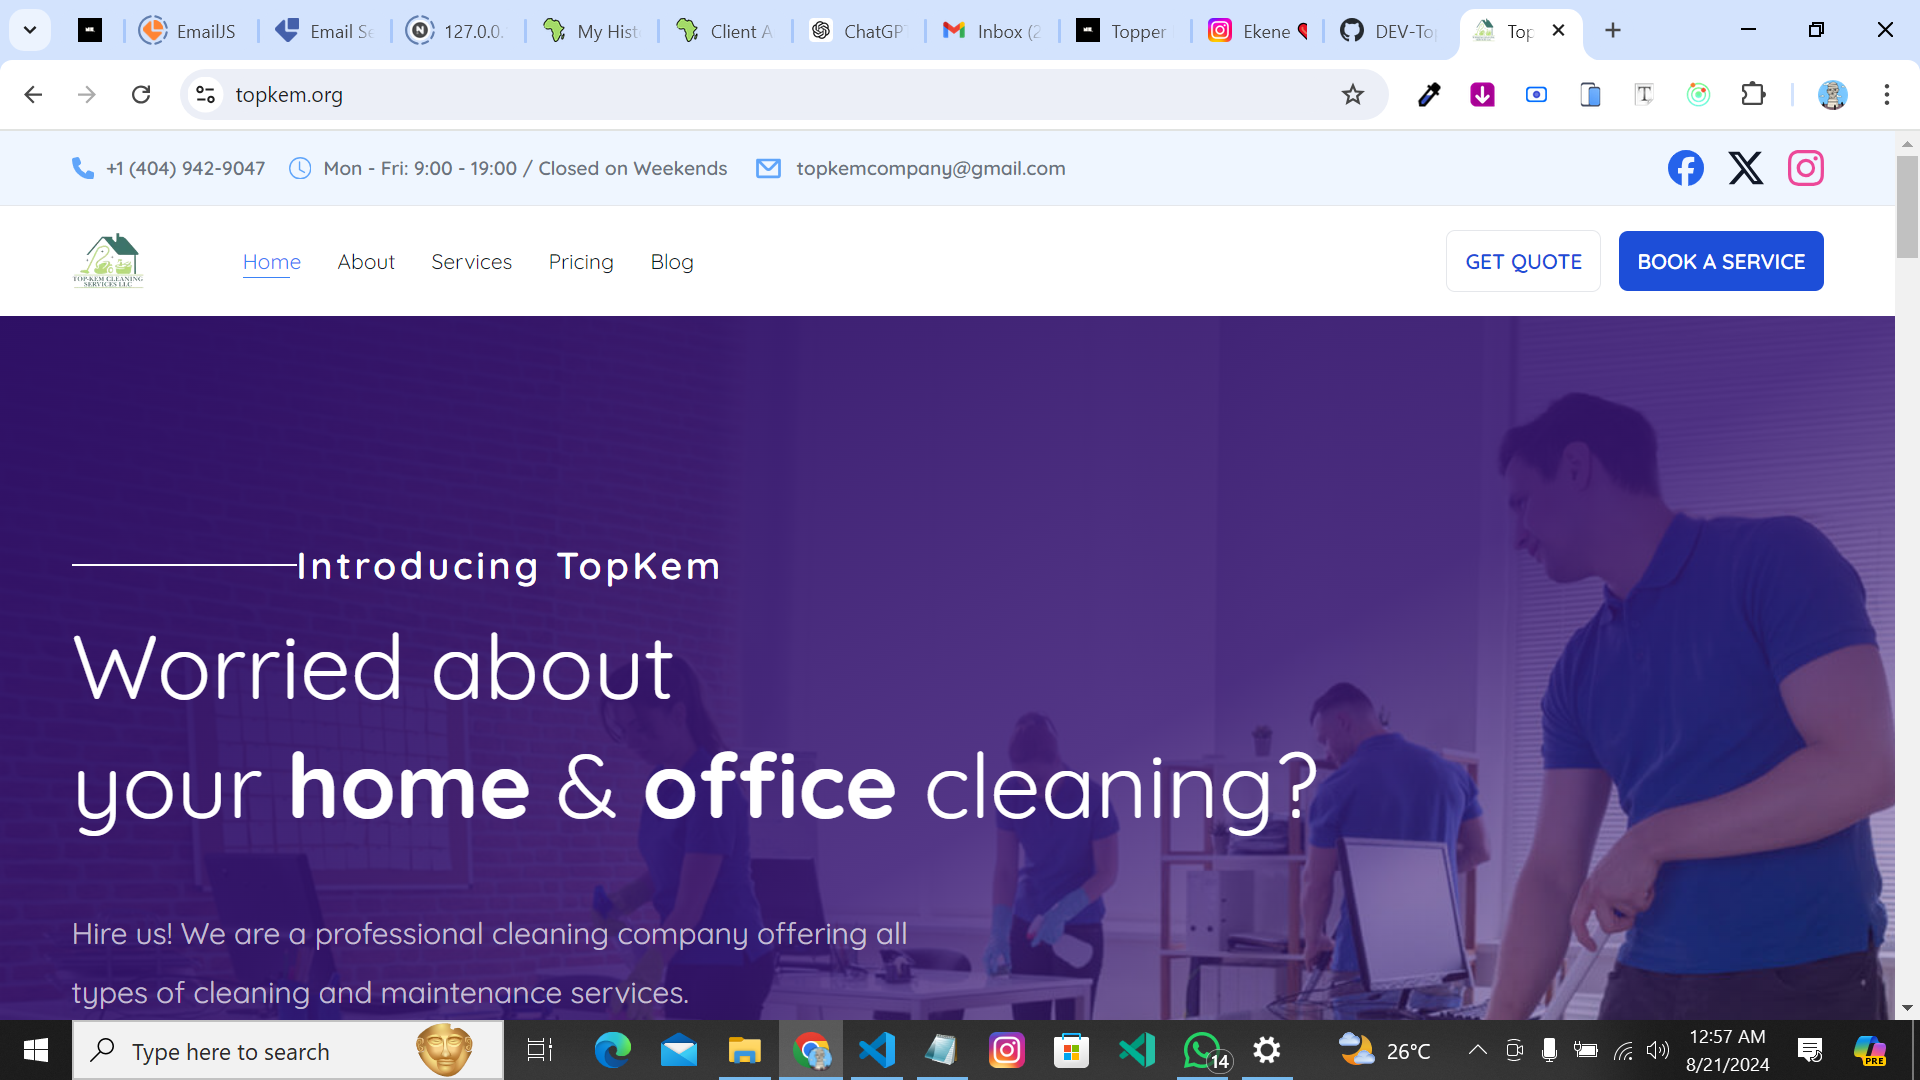 EmailJS
Email Se
127.0.0.
My Hist
Client A
ChatGPT
Inbox (2
Topper
Ekene
DEV-Top
Top
topkem.org
+1 (404) 942-9047
Mon - Fri: 9:00 - 19:00 / Closed on Weekends
topkemcompany@gmail.com
TOP-KEM CLEANING
SERVICES LLC
Home
About
Services
Pricing
Blog
GET QUOTE
BOOK A SERVICE
Introducing TopKem
Worried about
your home & office cleaning?
Hire us! We are a professional cleaning company offering all
types of cleaning and maintenance services.
Type here to search
14
26°C
12:57 AM
8/21/2024
PRE